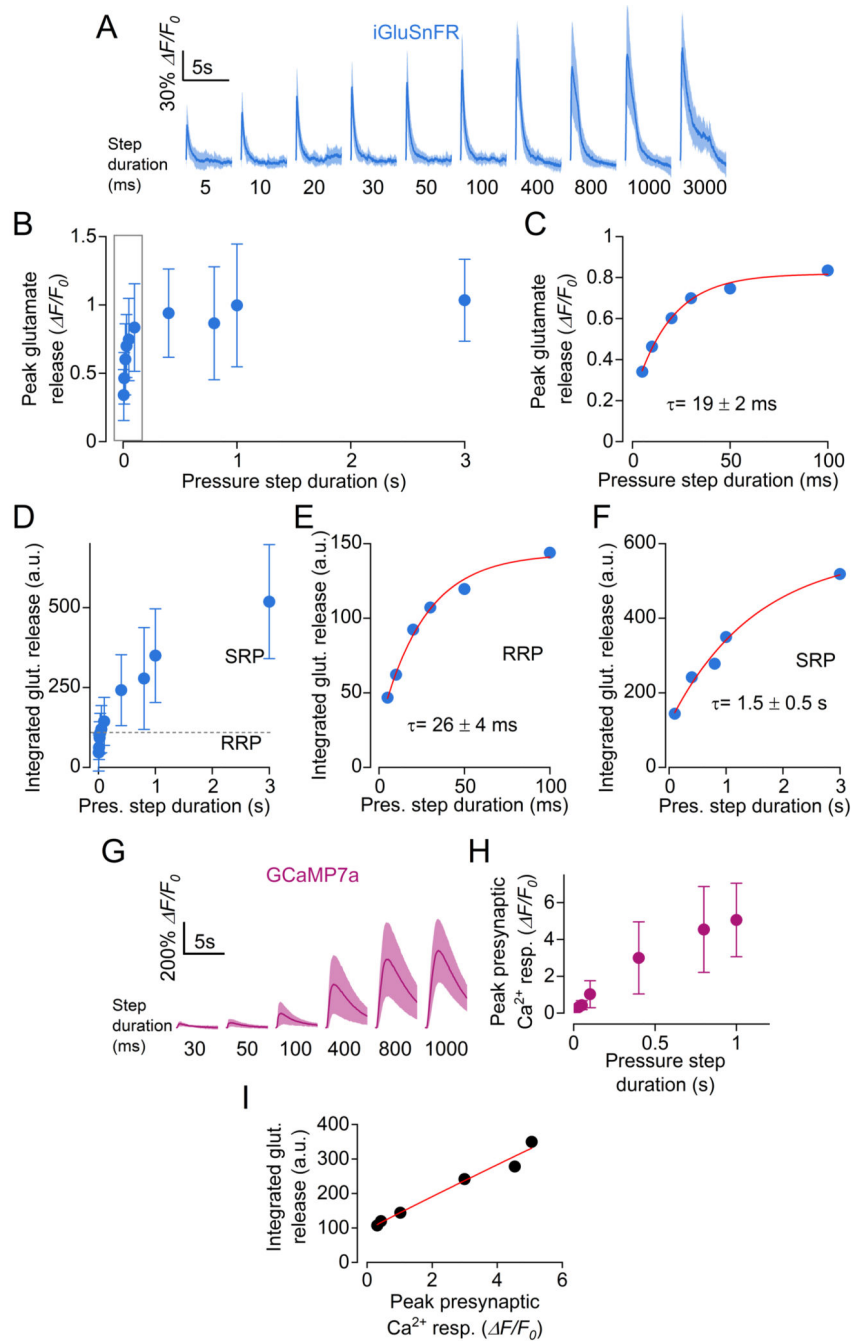 A
iGluSnFR
30% ΔF/F0
5s
Step
duration
(ms)
5 10 20 30 50 100 400 800 1000 3000
B
Peak glutamate
release (ΔF/F0)
1.5
1
0.5
0
0 1 2 3
Pressure step duration (s)
C
Peak glutamate
release (ΔF/F0)
1
0.8
0.6
0.4
0.2
0
τ= 19 ± 2 ms
0 50 100
Pressure step duration (ms)
D
Integrated glut. release (a.u.)
500
250
0
SRP
RRP
0 1 2 3
Pres. step duration (s)
E
Integrated glut. release (a.u.)
150
100
50
0
RRP
τ= 26 ± 4 ms
0 50 100
Pres. step duration (ms)
F
Integrated glut. release (a.u.)
600
400
200
0
SRP
τ= 1.5 ± 0.5 s
0 1 2 3
Pres. step duration (s)
G
GCaMP7a
200% ΔF/F0
5s
Step
duration
(ms)
30 50 100 400 800 1000
H
Peak presynaptic
Ca2+ resp. (ΔF/F0)
6
4
2
0
0 0.5 1
Pressure step
duration (s)
I
Integrated glut.
release (a.u.)
400
300
200
100
0
0 2 4 6
Peak presynaptic
Ca2+ resp. (ΔF/F0)